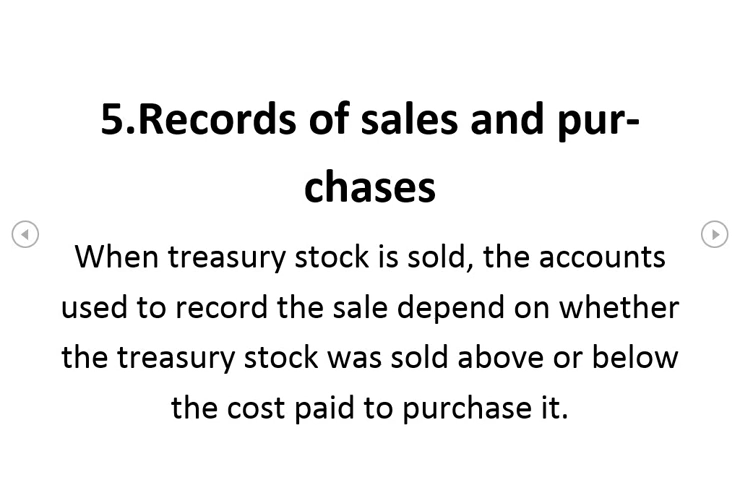 5.Records of sales and pur-
chases
When treasury stock is sold, the accounts
used to record the sale depend on whether
the treasury stock was sold above or below
the cost paid to purchase it.